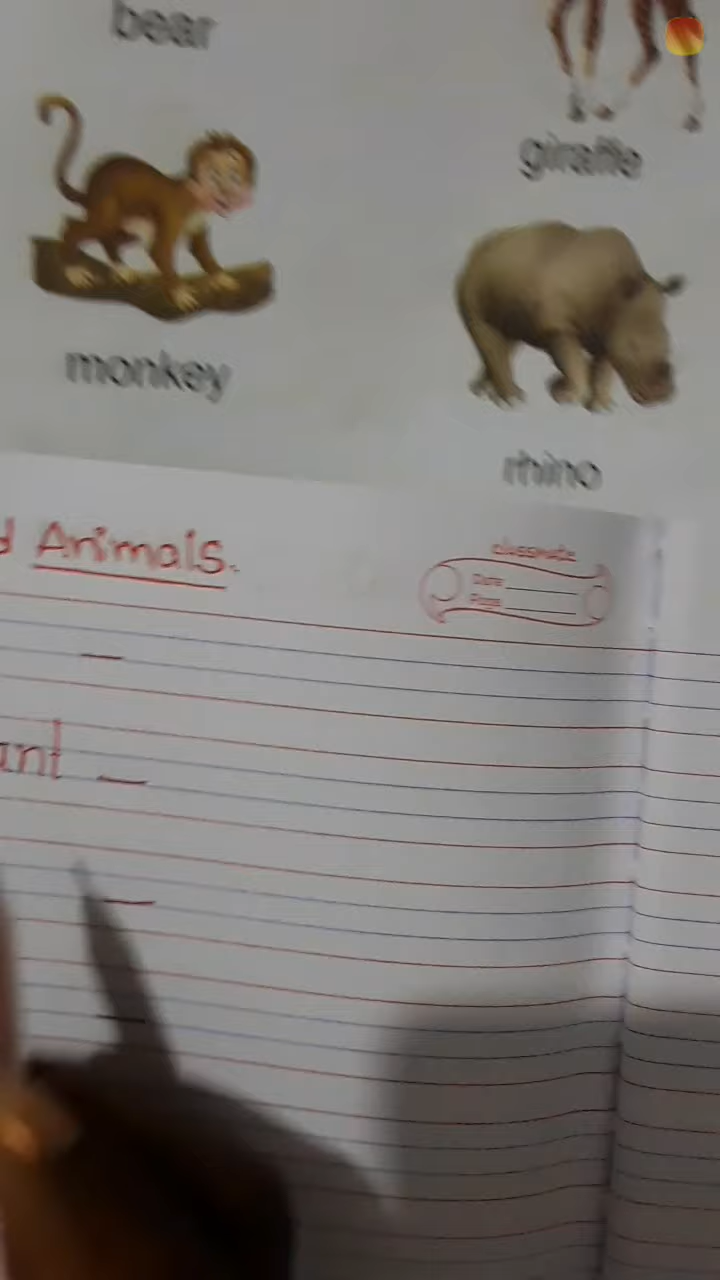 bear
giraffe
monkey
rhino
d Animals.
classmate
Date
Page
ant